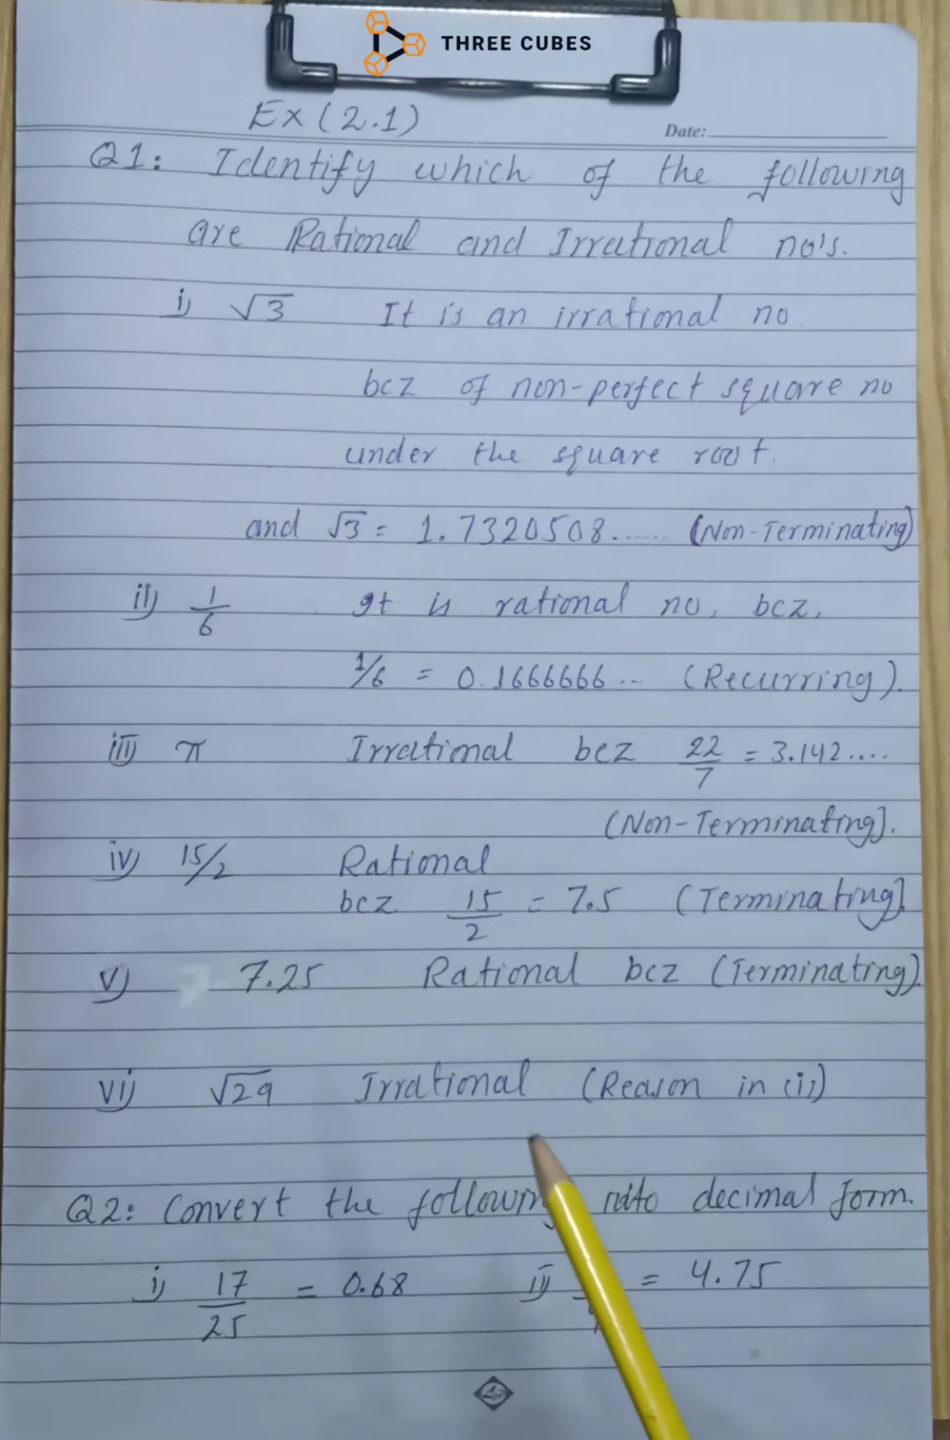 THREE CUBES
Ex (2.1)
Date:
Q1: Identify which of the following
are Rational and Irrational no's.
i) √3 It is an irrational no
bcz of non-perfect square no
under the square root.
and √3 = 1.7320508...... (Non-Terminating)
ii) 1/6 It is rational no, bcz,
1/6 = 0.1666666... (Recurring).
iii) π Irrational bcz 22/7 = 3.142....
(Non-Terminating).
iv) 15/2 Rational
bcz 15/2 = 7.5 (Terminating)
v) 7.25 Rational bcz (Terminating).
vi) √29 Irrational (Reason in (i))
Q2: Convert the following into decimal form.
i) 17/25 = 0.68 ii) = 4.75